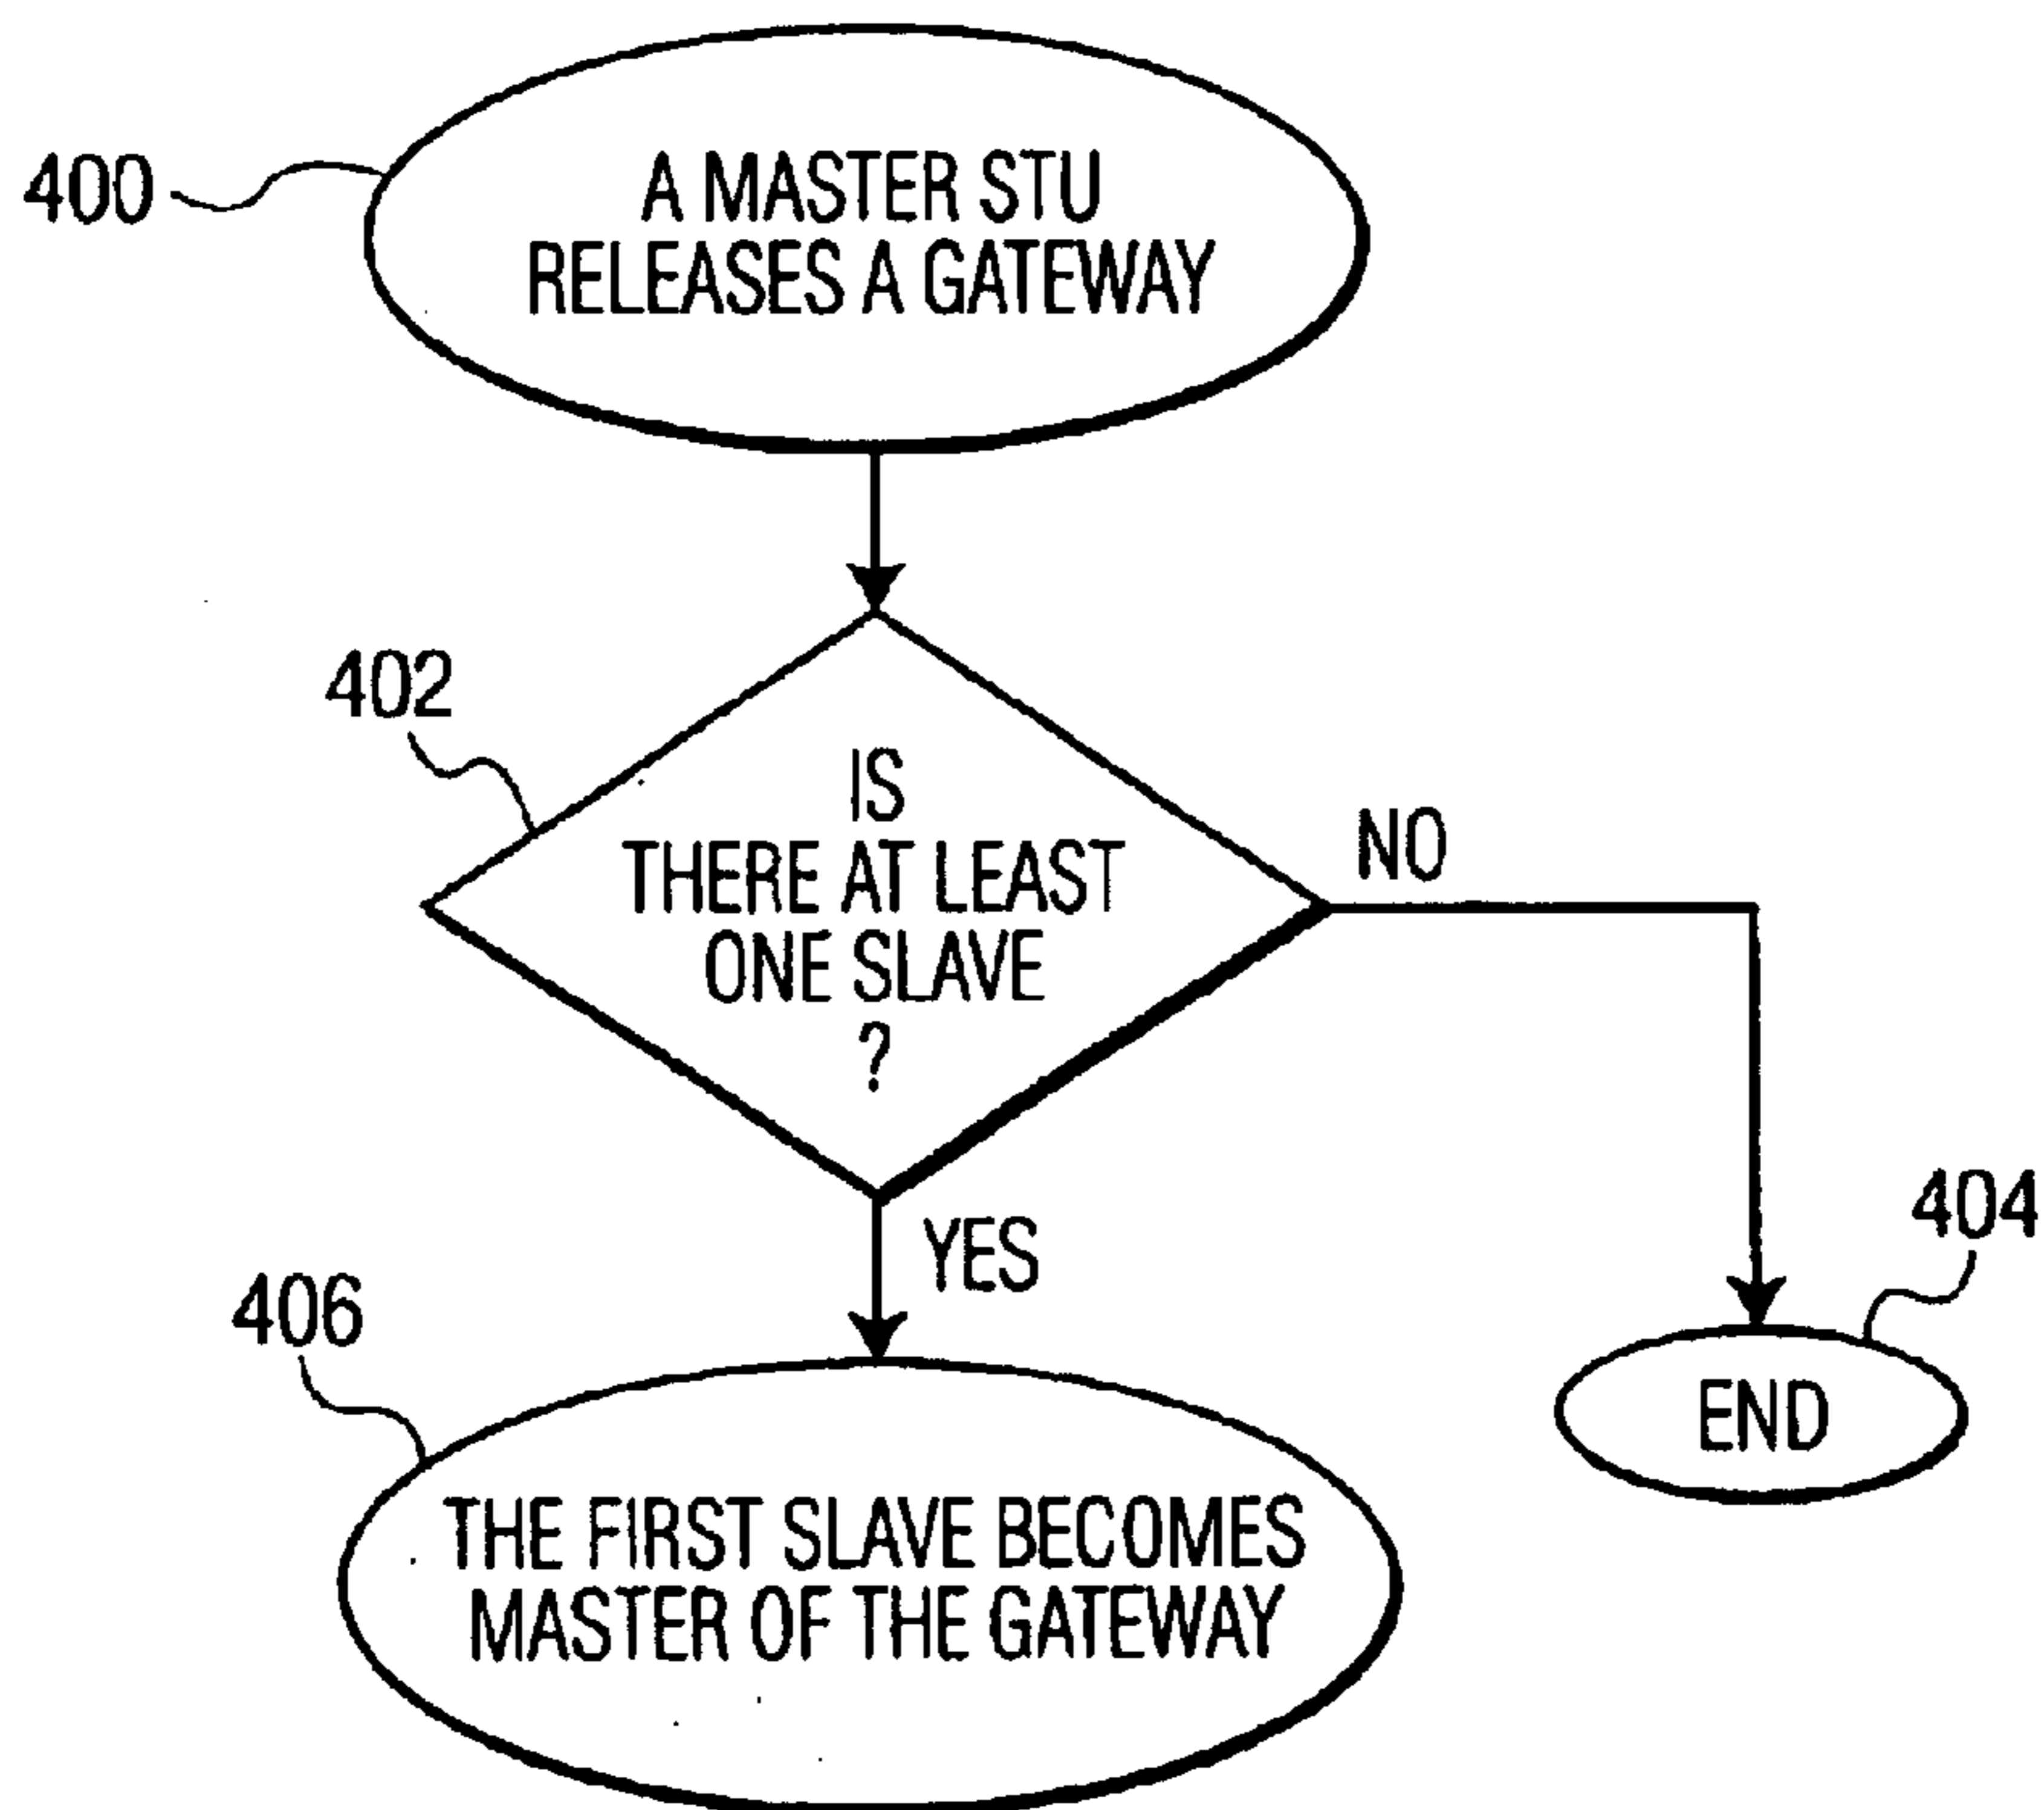 400
A MASTER STU
RELEASES A GATEWAY
402
IS
THERE AT LEAST
ONE SLAVE
?
NO
YES
404
END
406
THE FIRST SLAVE BECOMES
MASTER OF THE GATEWAY